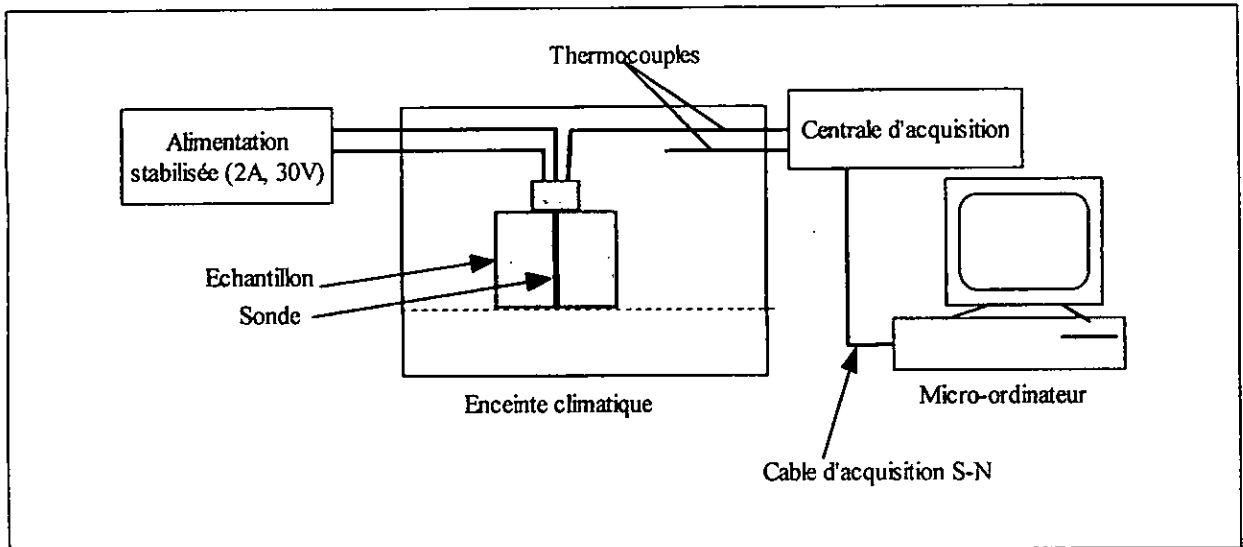 Thermocouples
Alimentation
stabilisée (2A, 30V)
Centrale d'acquisition
Echantillon
Sonde
Enceinte climatique
Micro-ordinateur
Cable d'acquisition S-N